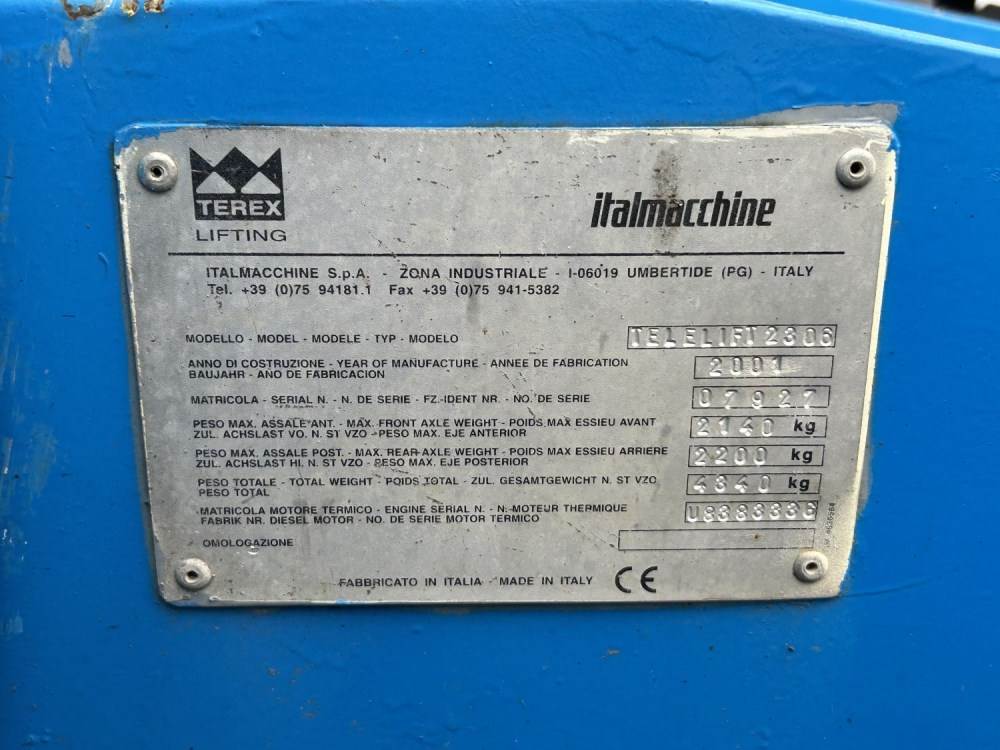 TEREX
LIFTING
italmacchine
ITALMACCHINE S.p.A. - ZONA INDUSTRIALE - I-06019 UMBERTIDE (PG) - ITALY
Tel. +39 (0)75 94181.1 Fax +39 (0)75 941-5382
MODELLO - MODEL - MODELE - TYP - MODELO TELELIFT2306
ANNO DI COSTRUZIONE - YEAR OF MANUFACTURE - ANNEE DE FABRICATION
BAUJAHR - AÑO DE FABRICACION 2001
MATRICOLA - SERIAL N. - N. DE SERIE - FZ.-IDENT NR. - NO. DE SERIE 07927
PESO MAX. ASSALE ANT. - MAX. FRONT AXLE WEIGHT - POIDS MAX ESSIEU AVANT
ZUL. ACHSLAST VO. N. ST VZO - PESO MAX. EJE ANTERIOR 2140 kg
PESO MAX. ASSALE POST. - MAX. REAR AXLE WEIGHT - POIDS MAX ESSIEU ARRIERE
ZUL. ACHSLAST HI. N. ST VZO - PESO MAX. EJE POSTERIOR 2200 kg
PESO TOTALE - TOTAL WEIGHT - POIDS TOTAL - ZUL. GESAMTGEWICHT N. ST VZO
PESO TOTAL 4340 kg
MATRICOLA MOTORE TERMICO - ENGINE SERIAL N. - N. MOTEUR THERMIQUE
FABRIK NR. DIESEL MOTOR - NO. DE SERIE MOTOR TERMICO U8383336
OMOLOGAZIONE
FABBRICATO IN ITALIA - MADE IN ITALY CE